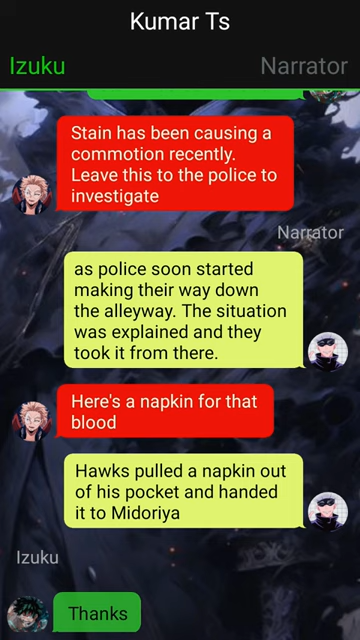 Kumar Ts
Izuku
Narrator
Stain has been causing a
commotion recently.
Leave this to the police to
investigate
Narrator
as police soon started
making their way down
the alleyway. The situation
was explained and they
took it from there.
Here's a napkin for that
blood
Hawks pulled a napkin out
of his pocket and handed
it to Midoriya
Izuku
Thanks